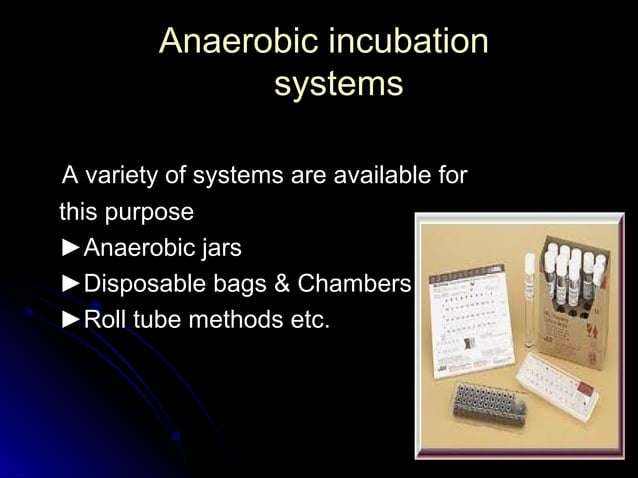 Anaerobic incubation
systems
A variety of systems are available for
this purpose
►Anaerobic jars
►Disposable bags & Chambers
►Roll tube methods etc.